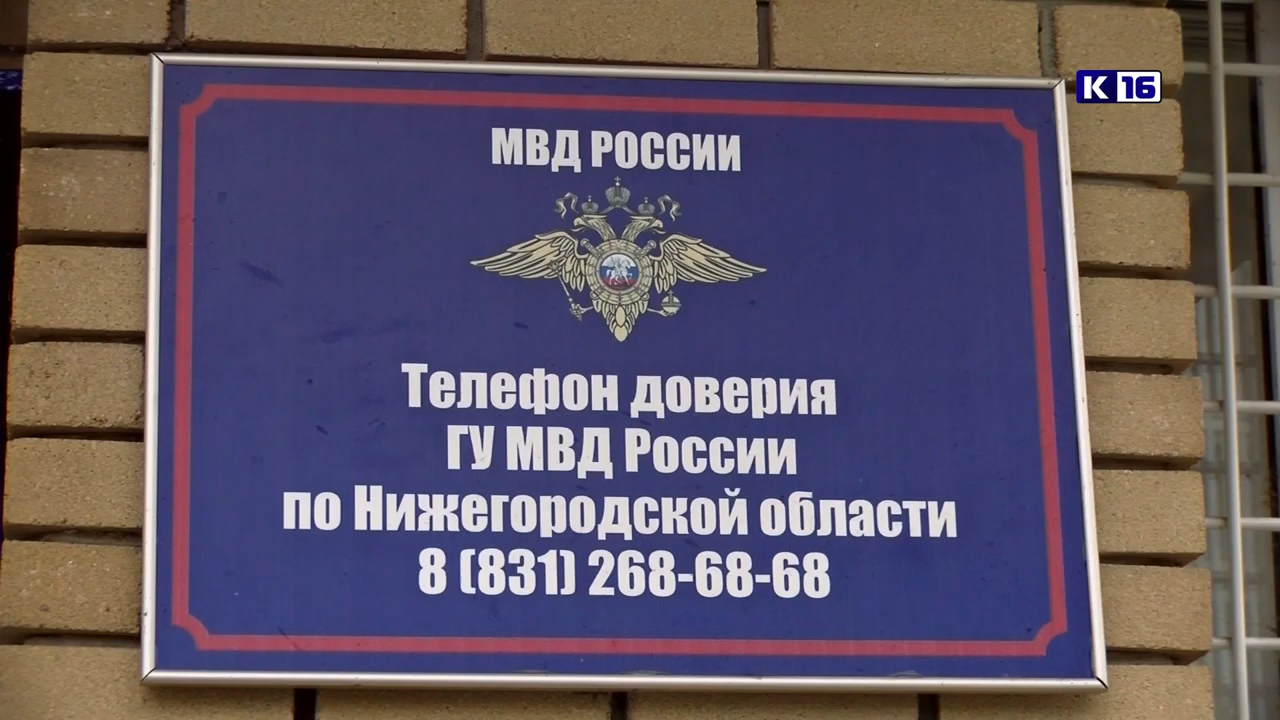 К 16
МВД РОССИИ
Телефон доверия
ГУ МВД России
по Нижегородской области
8 (831) 268-68-68